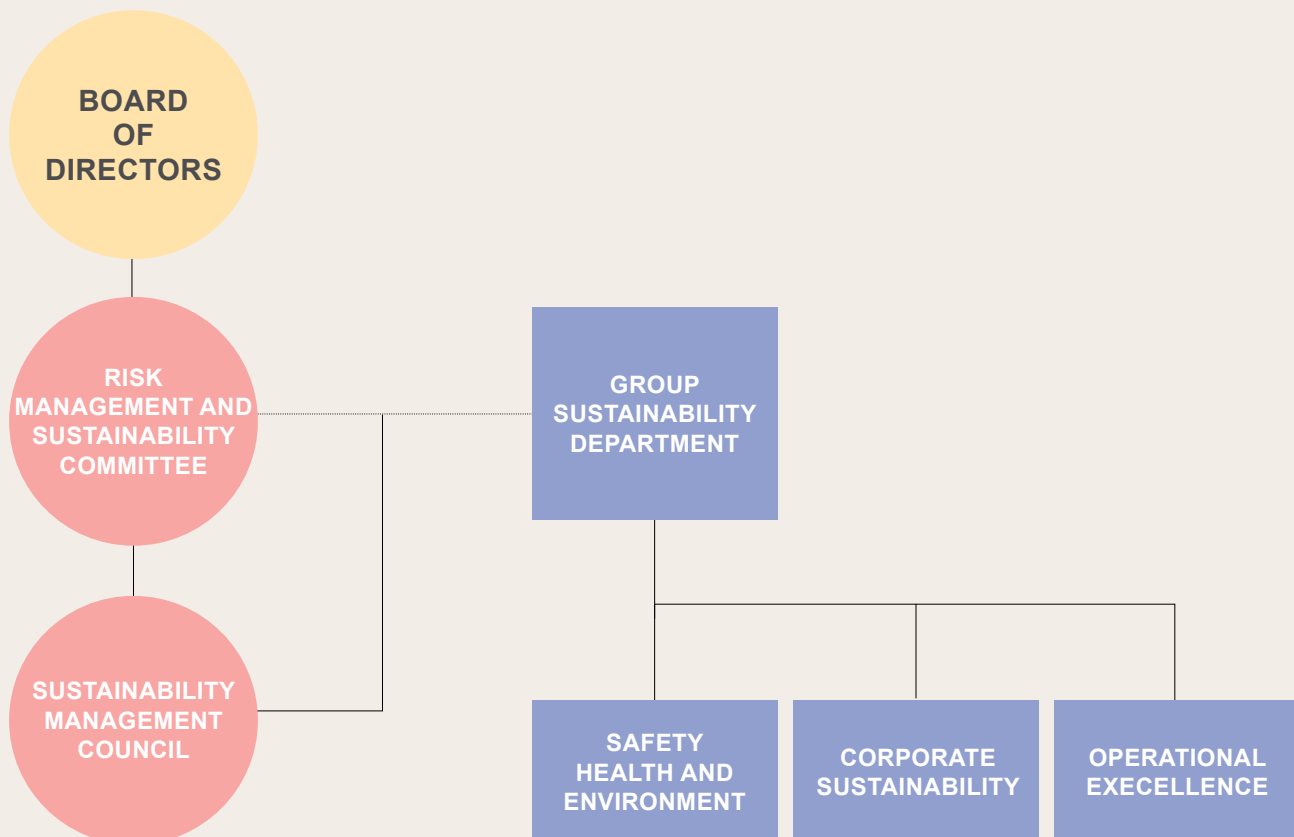 BOARD
OF
DIRECTORS
RISK
MANAGEMENT AND
SUSTAINABILITY
COMMITTEE
GROUP
SUSTAINABILITY
DEPARTMENT
SUSTAINABILITY
MANAGEMENT
COUNCIL
SAFETY
HEALTH AND
ENVIRONMENT
CORPORATE
SUSTAINABILITY
OPERATIONAL
EXECELLENCE